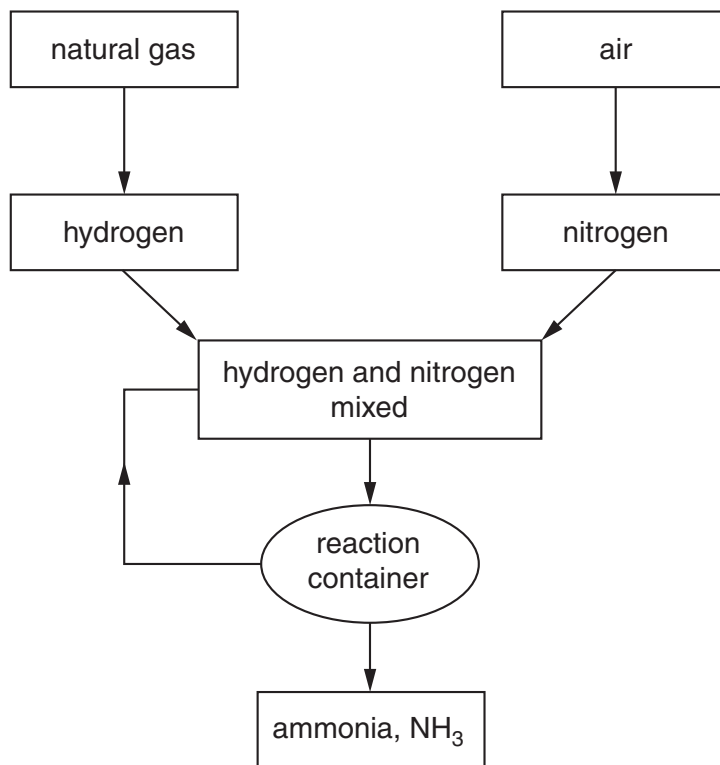 natural gas
air
hydrogen
nitrogen
hydrogen and nitrogen
mixed
reaction
container
ammonia, NH₃